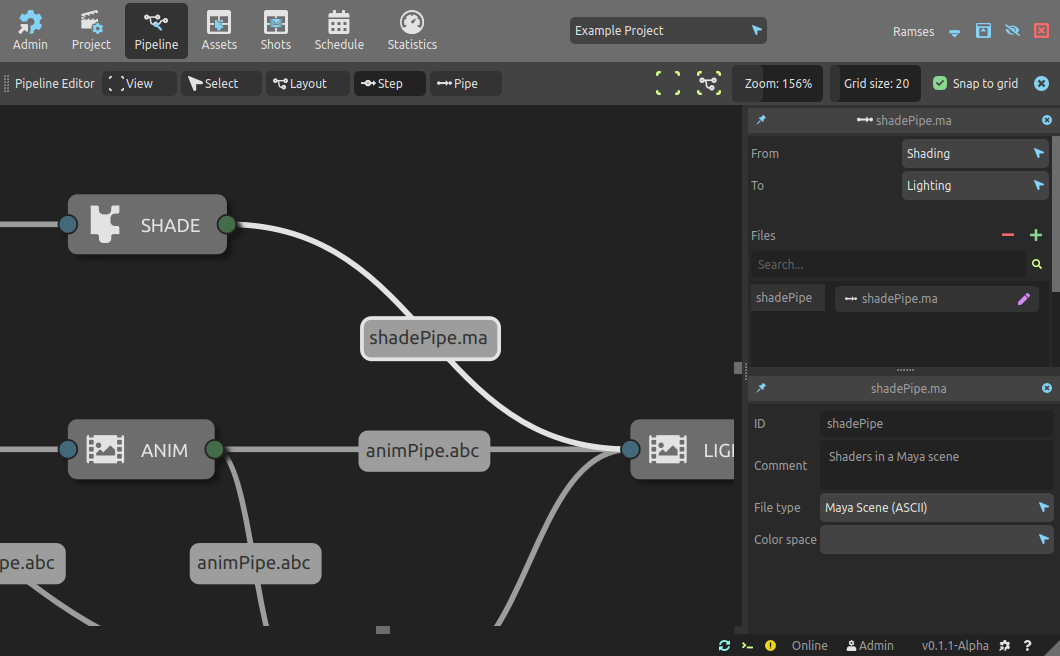 Admin Project Pipeline Assets Shots Schedule Statistics Example Project Ramses
Pipeline Editor View Select Layout Step Pipe Zoom: 156% Grid size: 20 Snap to grid
shadePipe.ma
From Shading
To Lighting
SHADE
Files
Search...
shadePipe shadePipe.ma
shadePipe.ma
shadePipe.ma
ID shadePipe
ANIM animPipe.abc LIGI
Comment Shaders in a Maya scene
File type Maya Scene (ASCII)
Color space
pe.abc animPipe.abc
Online Admin v0.1.1-Alpha ?